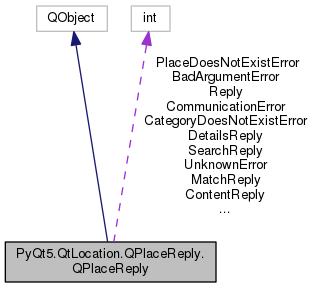 QObject
int
PlaceDoesNotExistError
BadArgumentError
Reply
CommunicationError
CategoryDoesNotExistError
DetailsReply
SearchReply
UnknownError
MatchReply
ContentReply
...
PyQt5.QtLocation.QPlaceReply.
QPlaceReply